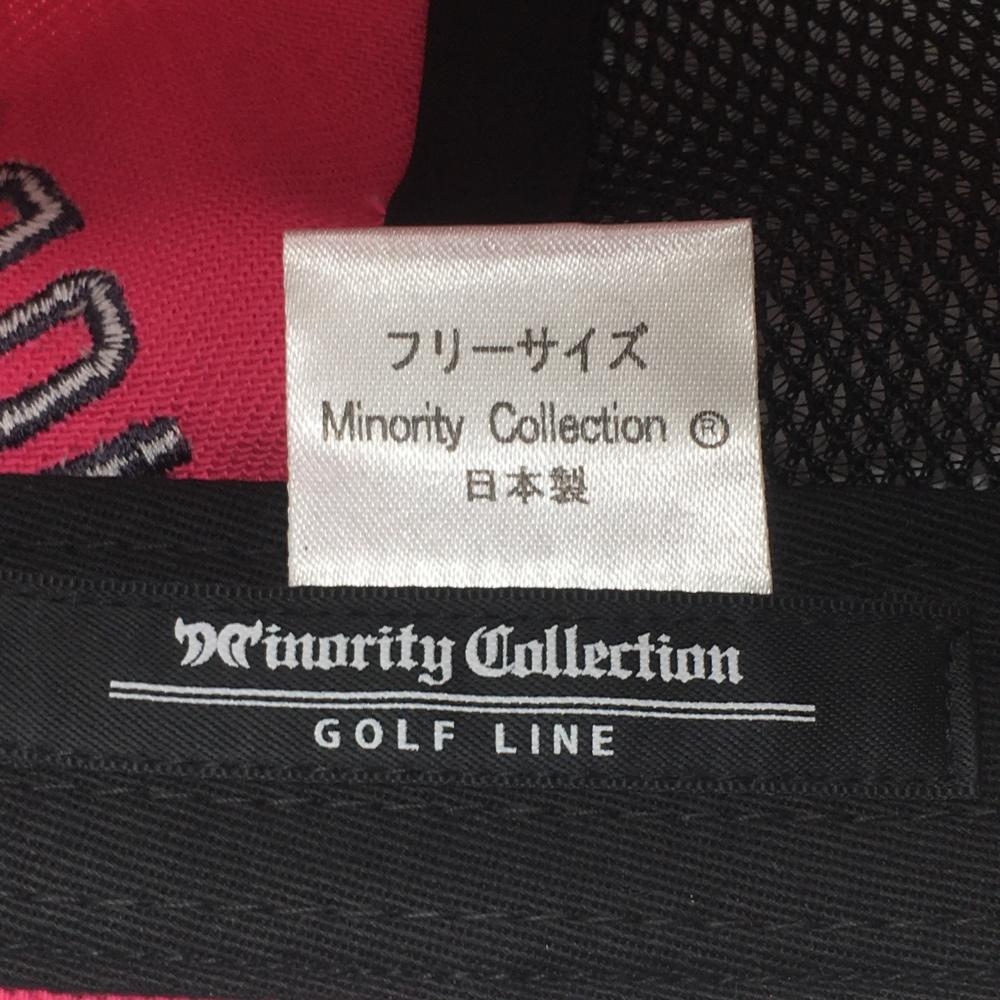 フリーサイズ
Minority Collection ®
日本製
Minority Collection
GOLF LINE